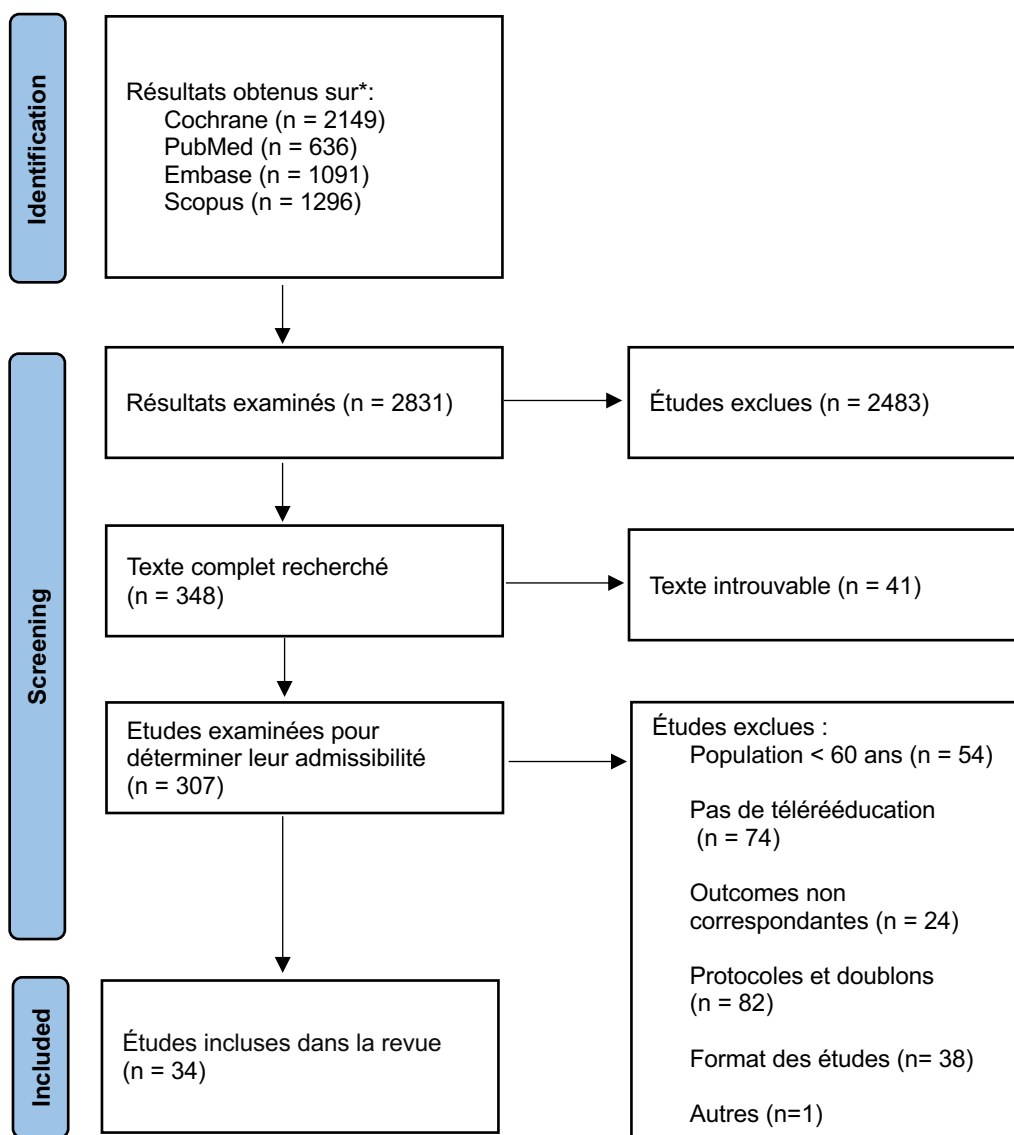 Identification
Résultats obtenus sur*:
Cochrane (n = 2149)
PubMed (n = 636)
Embase (n = 1091)
Scopus (n = 1296)
Screening
Résultats examinés (n = 2831)
Études exclues (n = 2483)
Texte complet recherché
(n = 348)
Texte introuvable (n = 41)
Etudes examinées pour
déterminer leur admissibilité
(n = 307)
Études exclues :
Population < 60 ans (n = 54)
Pas de télérééducation
(n = 74)
Outcomes non
correspondantes (n = 24)
Protocoles et doublons
(n = 82)
Format des études (n= 38)
Autres (n=1)
Included
Études incluses dans la revue
(n = 34)